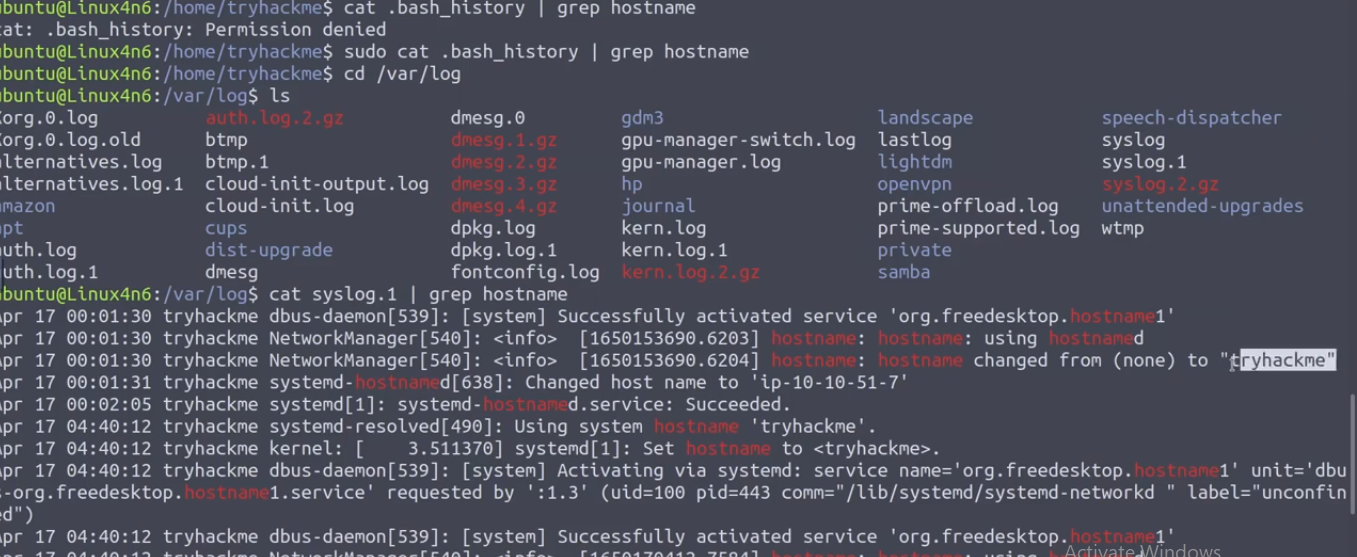 ubuntu@Linux4n6:/home/tryhackme$ cat .bash_history | grep hostname
cat: .bash_history: Permission denied
ubuntu@Linux4n6:/home/tryhackme$ sudo cat .bash_history | grep hostname
ubuntu@Linux4n6:/home/tryhackme$ cd /var/log
ubuntu@Linux4n6:/var/log$ ls
Xorg.0.log auth.log.2.gz dmesg.0 gdm3 landscape speech-dispatcher
Xorg.0.log.old btmp dmesg.1.gz gpu-manager-switch.log lastlog syslog
alternatives.log btmp.1 dmesg.2.gz gpu-manager.log lightdm syslog.1
alternatives.log.1 cloud-init-output.log dmesg.3.gz hp openvpn syslog.2.gz
amazon cloud-init.log dmesg.4.gz journal prime-offload.log unattended-upgrades
apt cups dpkg.log kern.log prime-supported.log wtmp
auth.log dist-upgrade dpkg.log.1 kern.log.1 private
auth.log.1 dmesg fontconfig.log kern.log.2.gz samba
ubuntu@Linux4n6:/var/log$ cat syslog.1 | grep hostname
Apr 17 00:01:30 tryhackme dbus-daemon[539]: [system] Successfully activated service 'org.freedesktop.hostname1'
Apr 17 00:01:30 tryhackme NetworkManager[540]: <info>  [1650153690.6203] hostname: hostname: using hostnamed
Apr 17 00:01:30 tryhackme NetworkManager[540]: <info>  [1650153690.6204] hostname: hostname changed from (none) to "tryhackme"
Apr 17 00:01:31 tryhackme systemd-hostnamed[638]: Changed host name to 'ip-10-10-51-7'
Apr 17 00:02:05 tryhackme systemd[1]: systemd-hostnamed.service: Succeeded.
Apr 17 04:40:12 tryhackme systemd-resolved[490]: Using system hostname 'tryhackme'.
Apr 17 04:40:12 tryhackme kernel: [    3.511370] systemd[1]: Set hostname to <tryhackme>.
Apr 17 04:40:12 tryhackme dbus-daemon[539]: [system] Activating via systemd: service name='org.freedesktop.hostname1' unit='dbu
s-org.freedesktop.hostname1.service' requested by ':1.3' (uid=100 pid=443 comm="/lib/systemd/systemd-networkd " label="unconfin
ed")
Apr 17 04:40:12 tryhackme dbus-daemon[539]: [system] Successfully activated service 'org.freedesktop.hostname1'
Activate Windows